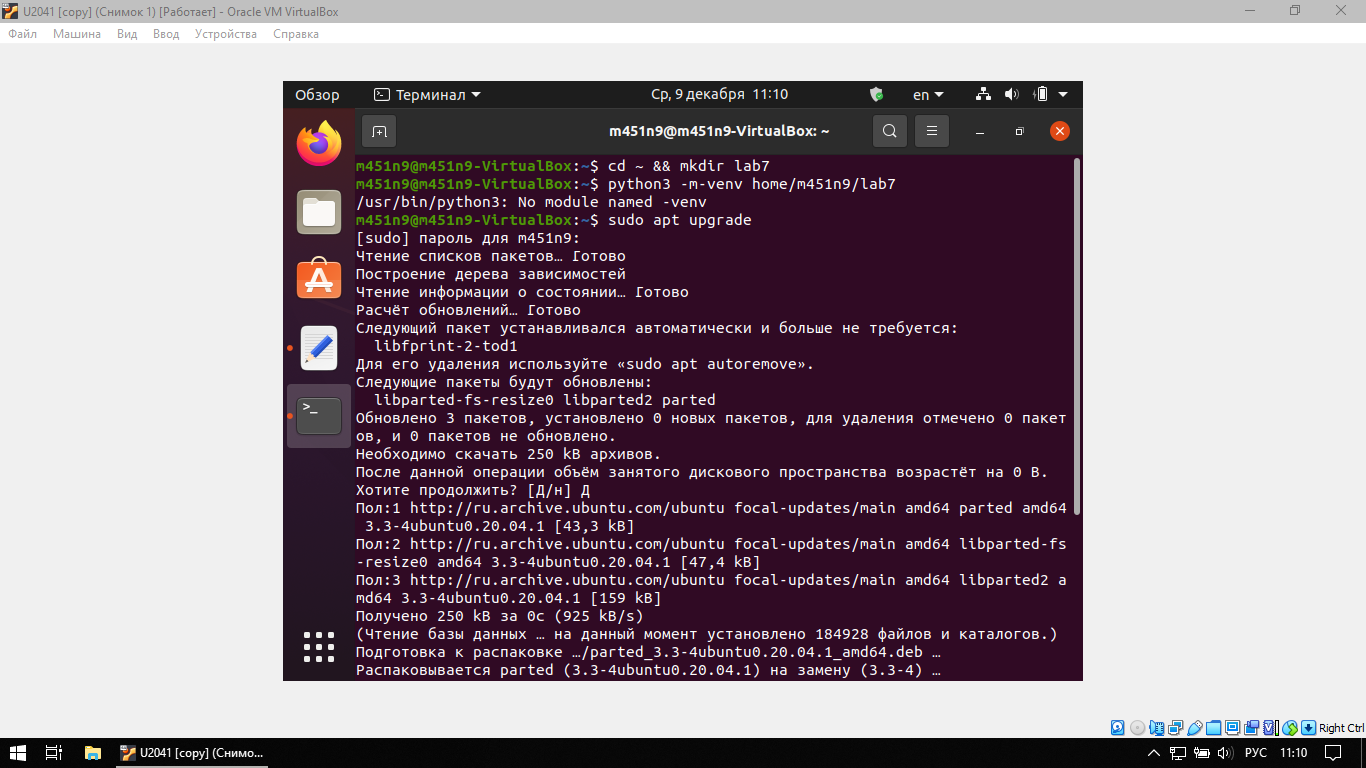 U2041 [copy] (Снимок 1) [Работает] - Oracle VM VirtualBox
Файл Машина Вид Ввод Устройства Справка
Обзор Терминал Ср, 9 декабря 11:10 en
m451n9@m451n9-VirtualBox: ~
m451n9@m451n9-VirtualBox:~$ cd ~ && mkdir lab7
m451n9@m451n9-VirtualBox:~$ python3 -m-venv home/m451n9/lab7
/usr/bin/python3: No module named -venv
m451n9@m451n9-VirtualBox:~$ sudo apt upgrade
[sudo] пароль для m451n9:
Чтение списков пакетов… Готово
Построение дерева зависимостей
Чтение информации о состоянии… Готово
Расчёт обновлений… Готово
Следующий пакет устанавливался автоматически и больше не требуется:
libfprint-2-tod1
Для его удаления используйте «sudo apt autoremove».
Следующие пакеты будут обновлены:
libparted-fs-resize0 libparted2 parted
Обновлено 3 пакетов, установлено 0 новых пакетов, для удаления отмечено 0 пакет
ов, и 0 пакетов не обновлено.
Необходимо скачать 250 kB архивов.
После данной операции объём занятого дискового пространства возрастёт на 0 B.
Хотите продолжить? [Д/н] Д
Пол:1 http://ru.archive.ubuntu.com/ubuntu focal-updates/main amd64 parted amd64
3.3-4ubuntu0.20.04.1 [43,3 kB]
Пол:2 http://ru.archive.ubuntu.com/ubuntu focal-updates/main amd64 libparted-fs
-resize0 amd64 3.3-4ubuntu0.20.04.1 [47,4 kB]
Пол:3 http://ru.archive.ubuntu.com/ubuntu focal-updates/main amd64 libparted2 a
md64 3.3-4ubuntu0.20.04.1 [159 kB]
Получено 250 kB за 0с (925 kB/s)
(Чтение базы данных … на данный момент установлено 184928 файлов и каталогов.)
Подготовка к распаковке …/parted_3.3-4ubuntu0.20.04.1_amd64.deb …
Распаковывается parted (3.3-4ubuntu0.20.04.1) на замену (3.3-4) …
Right Ctrl
U2041 [copy] (Снимо... РУС 11:10